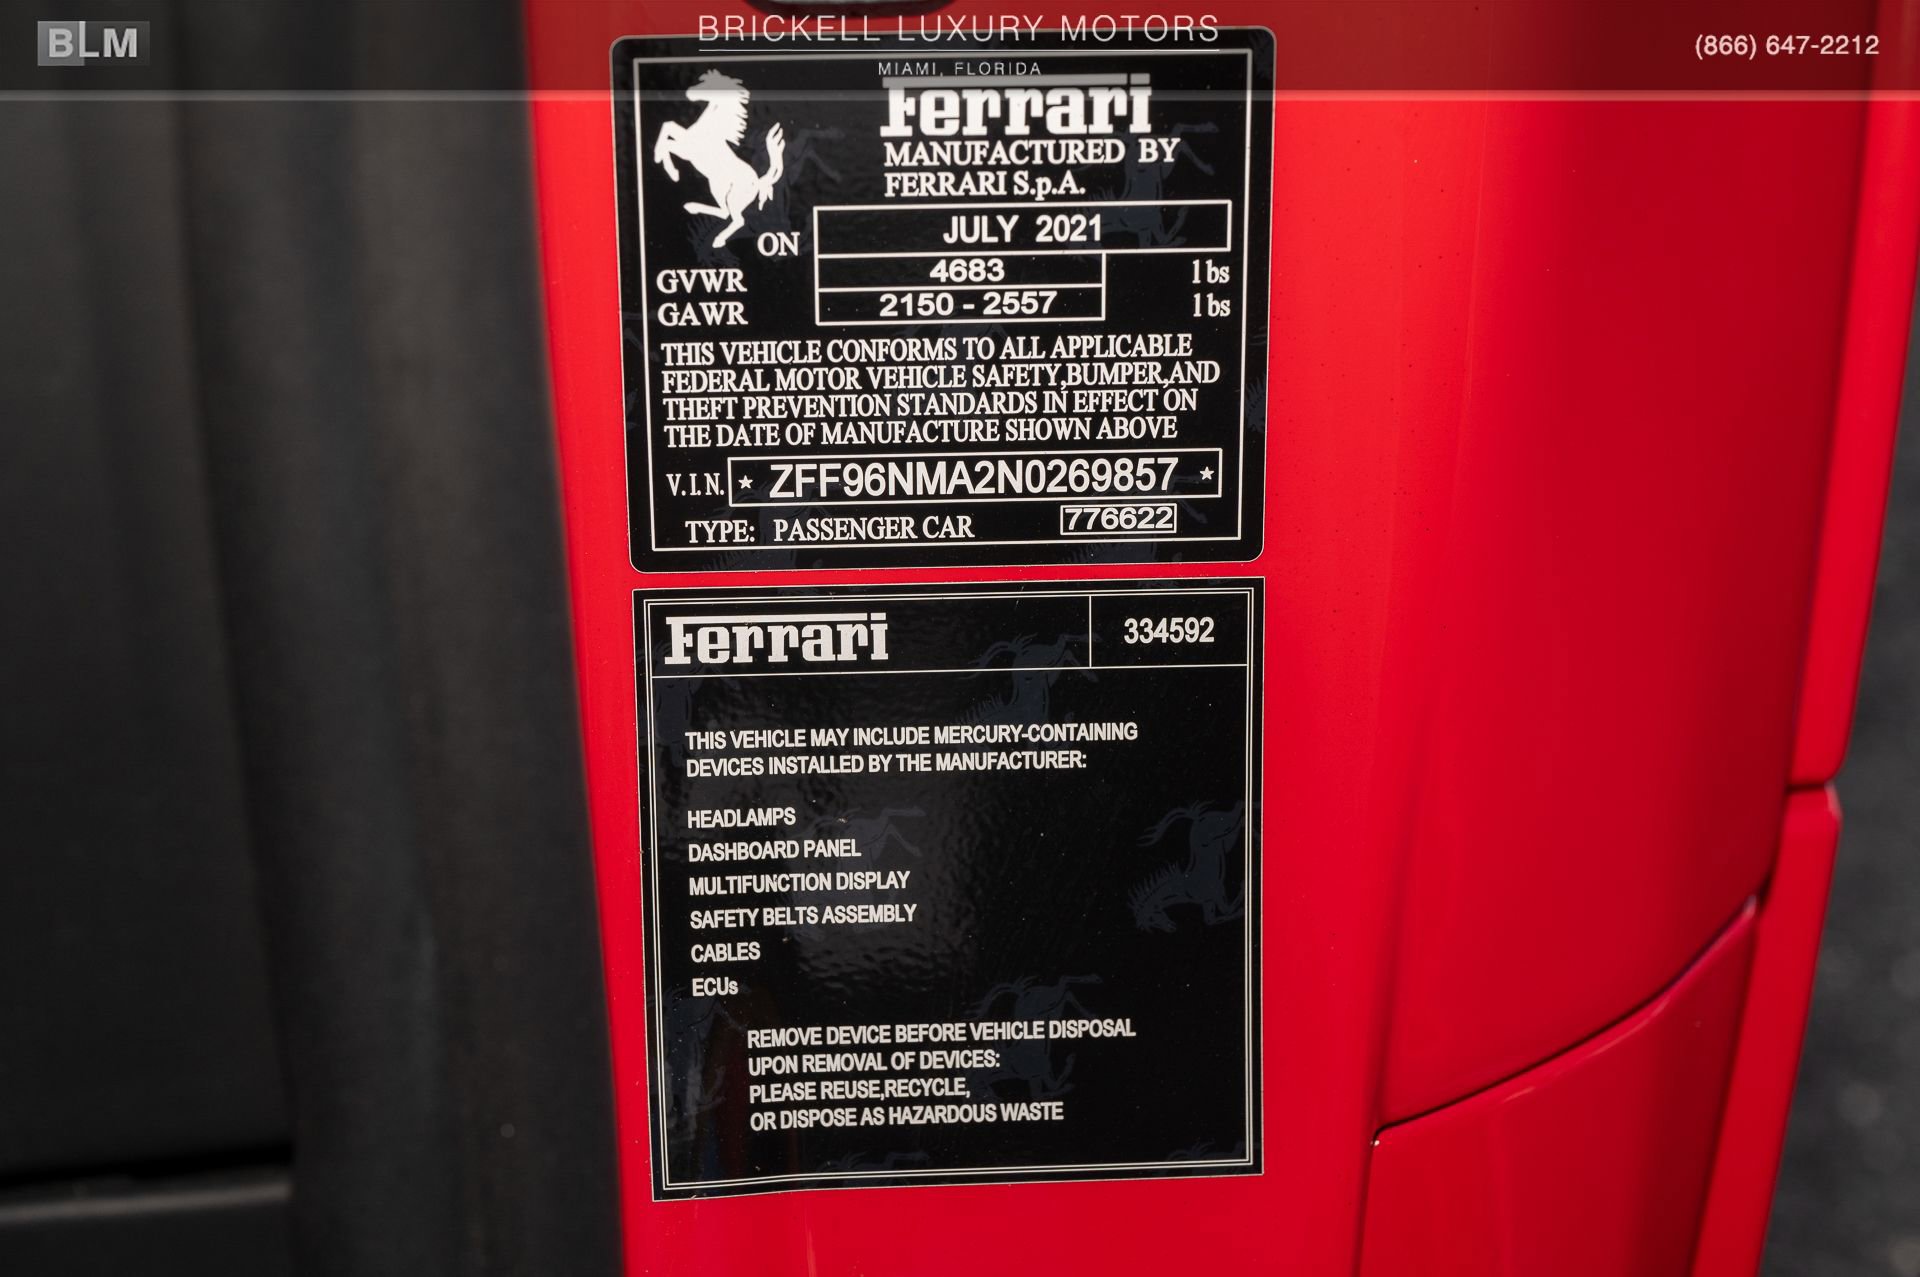 BLM
BRICKELL LUXURY MOTORS
MIAMI, FLORIDA
(866) 647-2212
Ferrari
MANUFACTURED BY
FERRARI S.p.A.
ON JULY 2021
GVWR 4683 lbs
GAWR 2150 - 2557 lbs
THIS VEHICLE CONFORMS TO ALL APPLICABLE
FEDERAL MOTOR VEHICLE SAFETY,BUMPER,AND
THEFT PREVENTION STANDARDS IN EFFECT ON
THE DATE OF MANUFACTURE SHOWN ABOVE
V.I.N. ★ ZFF96NMA2N0269857 ★
TYPE: PASSENGER CAR 776622
Ferrari 334592
THIS VEHICLE MAY INCLUDE MERCURY-CONTAINING
DEVICES INSTALLED BY THE MANUFACTURER:
HEADLAMPS
DASHBOARD PANEL
MULTIFUNCTION DISPLAY
SAFETY BELTS ASSEMBLY
CABLES
ECUs
REMOVE DEVICE BEFORE VEHICLE DISPOSAL
UPON REMOVAL OF DEVICES:
PLEASE REUSE,RECYCLE,
OR DISPOSE AS HAZARDOUS WASTE